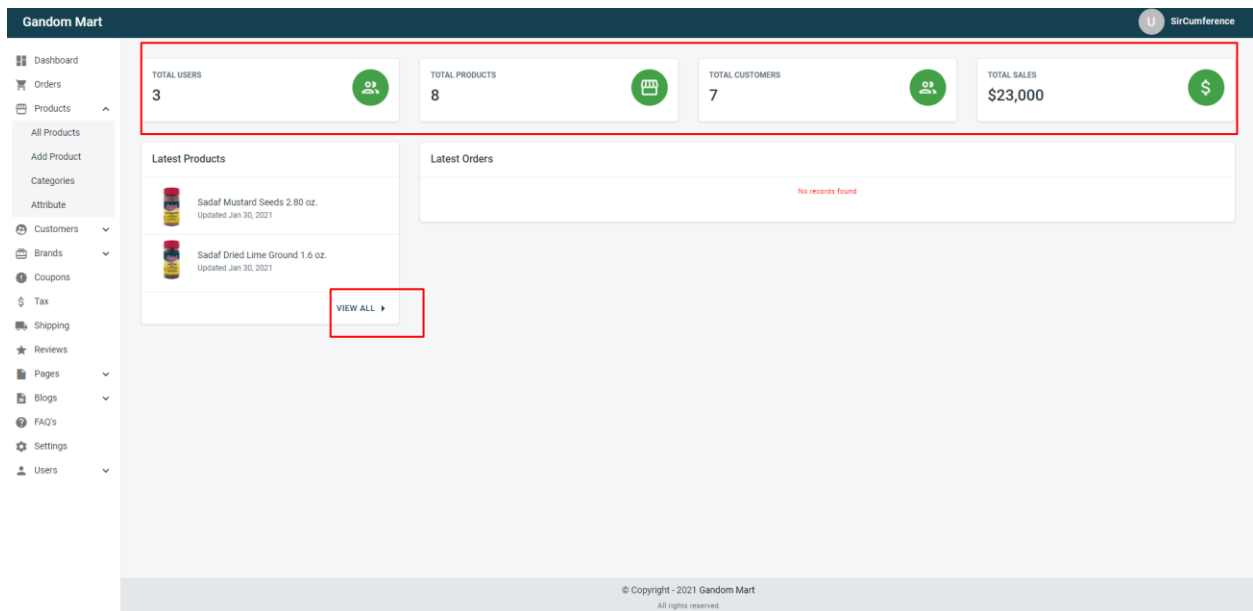 Gandom Mart
U SirCumference
Dashboard
Orders
Products
All Products
Add Product
Categories
Attribute
Customers
Brands
Coupons
$ Tax
Shipping
Reviews
Pages
Blogs
FAQ's
Settings
Users
TOTAL USERS
3
TOTAL PRODUCTS
8
TOTAL CUSTOMERS
7
TOTAL SALES
$23,000
$
Latest Products
Sadaf Mustard Seeds 2.80 oz.
Updated Jan 30, 2021
Sadaf Dried Lime Ground 1.6 oz.
Updated Jan 30, 2021
VIEW ALL
Latest Orders
No records found
© Copyright - 2021 Gandom Mart
All rights reserved